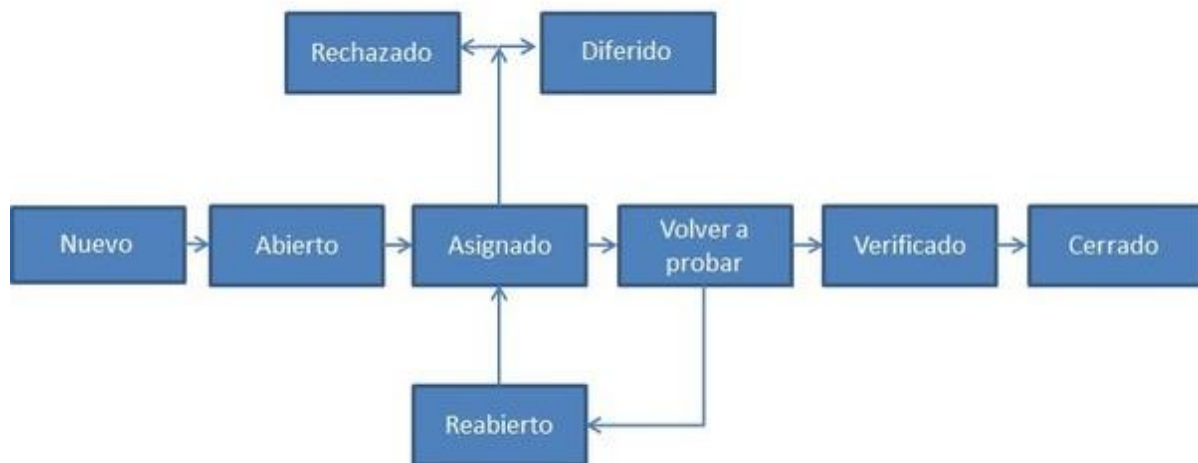 Rechazado
Diferido
Nuevo
Abierto
Asignado
Volver a
probar
Verificado
Cerrado
Reabierto